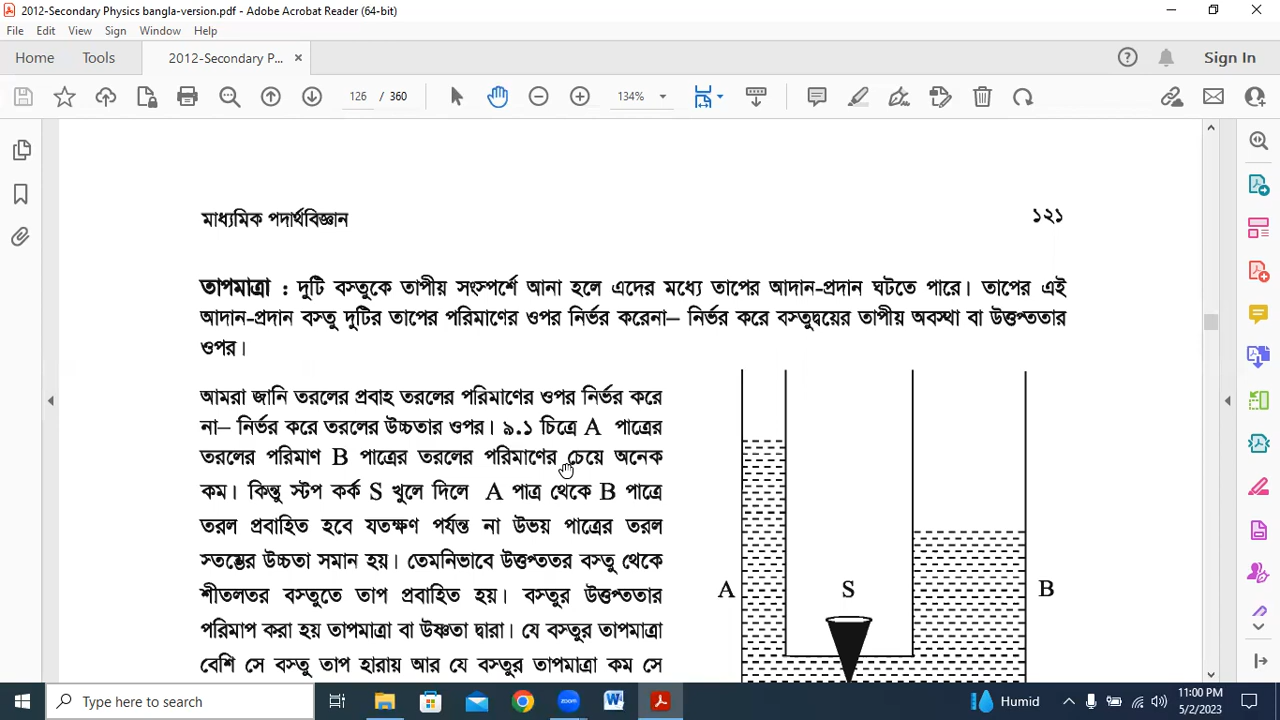 2012-Secondary Physics bangla-version.pdf - Adobe Acrobat Reader (64-bit)
File Edit View Sign Window Help
Home Tools 2012-Secondary P... × Sign In
126 / 360 134%
মাধ্যমিক পদার্থবিজ্ঞান ১২১
তাপমাত্রা : দুটি বস্তুকে তাপীয় সংস্পর্শে আনা হলে এদের মধ্যে তাপের আদান-প্রদান ঘটতে পারে। তাপের এই
আদান-প্রদান বস্তু দুটির তাপের পরিমাণের ওপর নির্ভর করেনা– নির্ভর করে বস্তুদ্বয়ের তাপীয় অবস্থা বা উত্তপ্ততার
ওপর।
আমরা জানি তরলের প্রবাহ তরলের পরিমাণের ওপর নির্ভর করে
না– নির্ভর করে তরলের উচ্চতার ওপর। ৯.১ চিত্রে A পাত্রের
তরলের পরিমাণ B পাত্রের তরলের পরিমাণের চেয়ে অনেক
কম। কিন্তু স্টপ কর্ক S খুলে দিলে A পাত্র থেকে B পাত্রে
তরল প্রবাহিত হবে যতক্ষণ পর্যন্ত না উভয় পাত্রের তরল
স্তম্ভের উচ্চতা সমান হয়। তেমনিভাবে উত্তপ্ততর বস্তু থেকে
শীতলতর বস্তুতে তাপ প্রবাহিত হয়। বস্তুর উত্তপ্ততার
পরিমাপ করা হয় তাপমাত্রা বা উষ্ণতা দ্বারা। যে বস্তুর তাপমাত্রা
বেশি সে বস্তু তাপ হারায় আর যে বস্তুর তাপমাত্রা কম সে
A S B
Type here to search
Humid
11:00 PM
5/2/2023